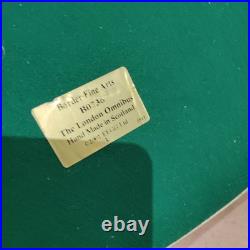 Border Fine Arts
B0736
The London Omnibus
Hand Made in Scotland